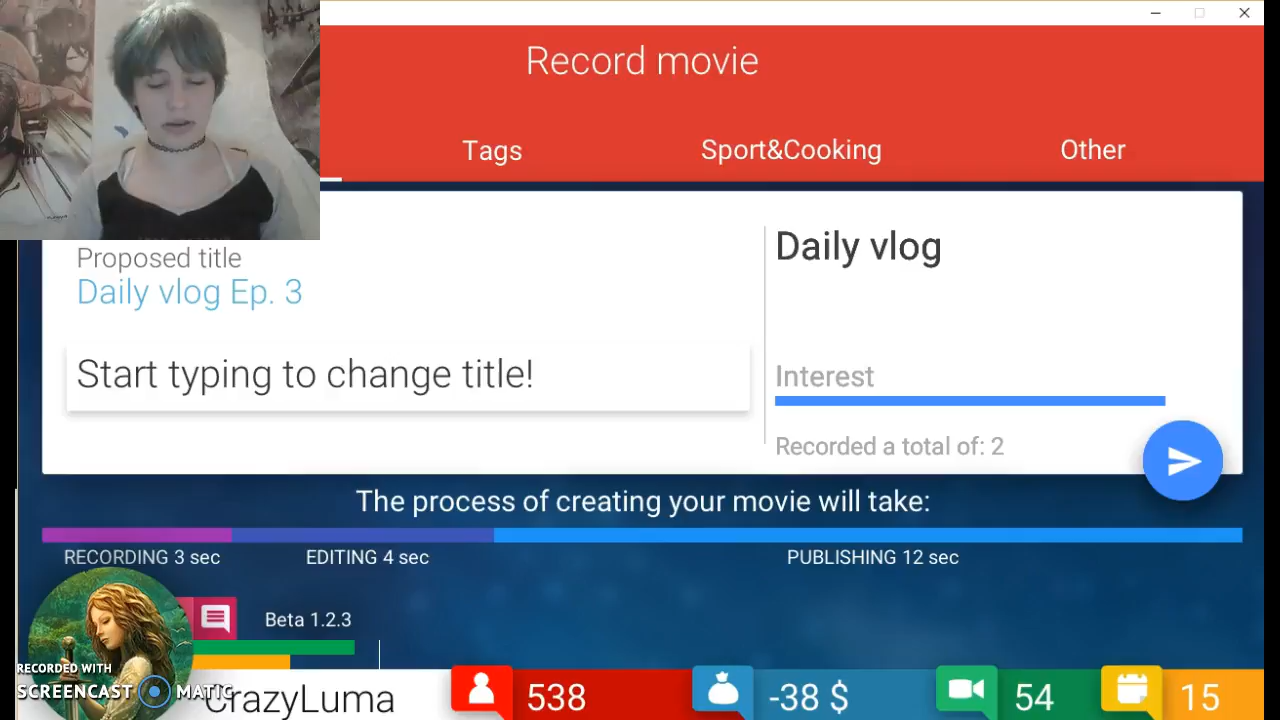 Record movie
Tags
Sport&Cooking
Other
Proposed title
Daily vlog Ep. 3
Start typing to change title!
Daily vlog
Interest
Recorded a total of: 2
The process of creating your movie will take:
RECORDING 3 sec
EDITING 4 sec
PUBLISHING 12 sec
Beta 1.2.3
RECORDED WITH
SCREENCAST MATIC
CrazyLuma
538
-38 $
54
15